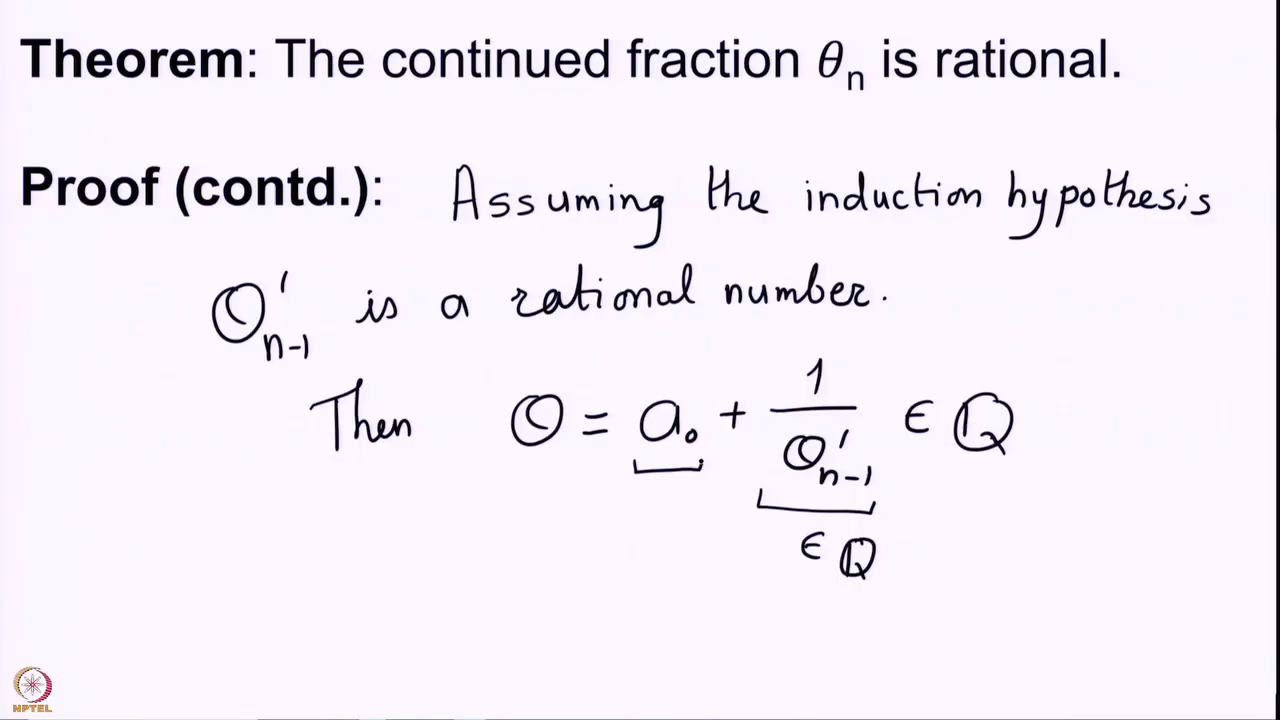 Theorem: The continued fraction θₙ is rational.
Proof (contd.): Assuming the induction hypothesis
θ'ₙ₋₁ is a rational number.
Then θ = a₀ + 1/θ'ₙ₋₁ ∈ ℚ
∈ ℚ
NPTEL